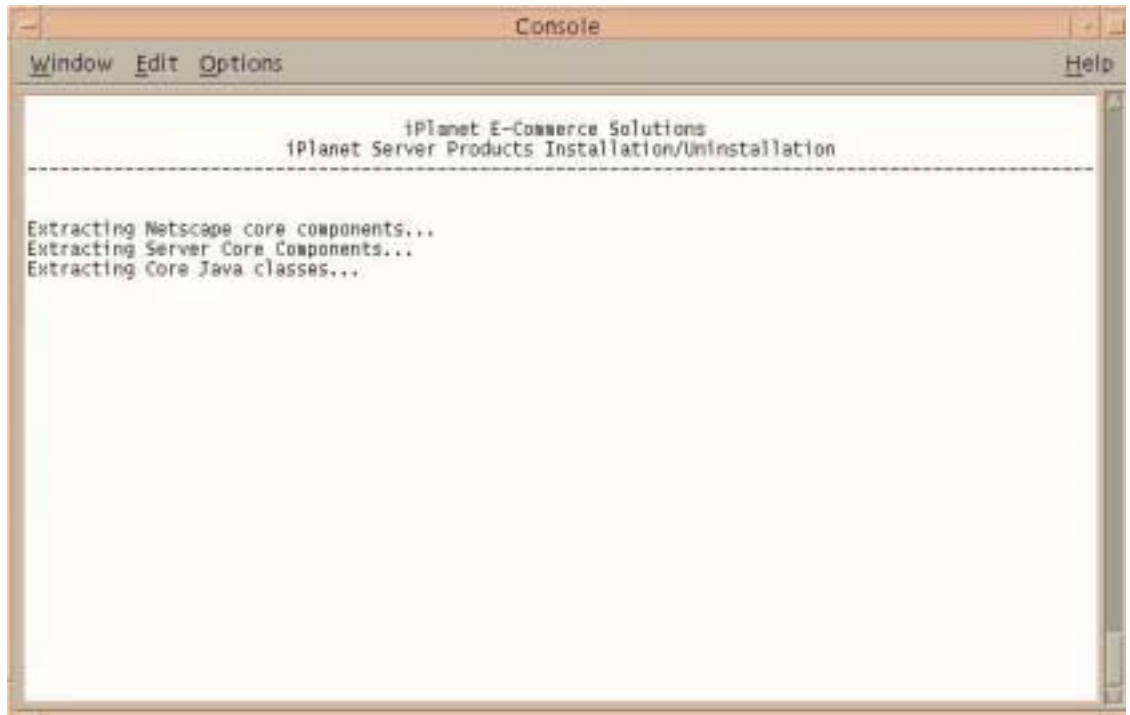 Console
Window Edit Options Help
iPlanet E-Commerce Solutions
iPlanet Server Products Installation/Uninstallation
--------------------------------------------------------------------------------
Extracting Netscape core components...
Extracting Server Core Components...
Extracting Core Java classes...